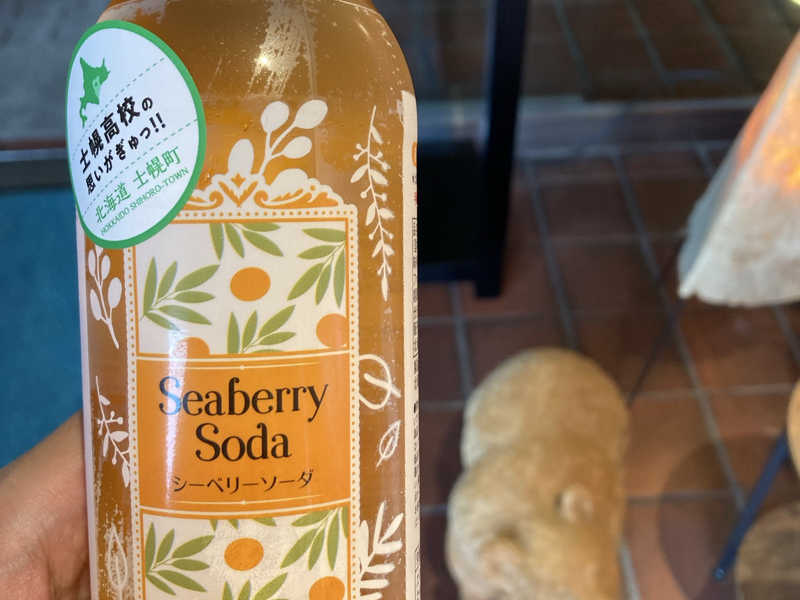 士幌高校の
思いがぎゅっ!!
北海道 士幌町
HOKKAIDO SHIHORO-TOWN
Seaberry
Soda
シーベリーソーダ